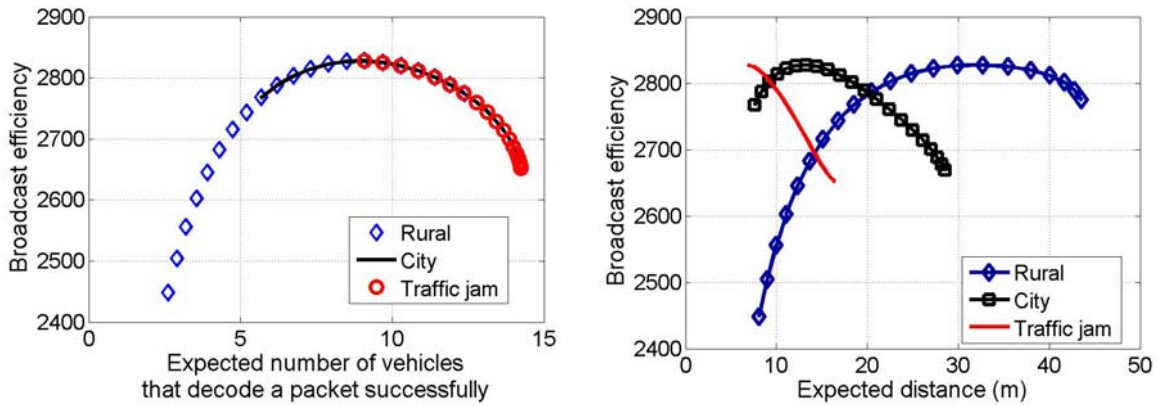 2900
2800
2700
2600
2500
2400
Broadcast efficiency
0
5
10
15
Expected number of vehicles
that decode a packet successfully
Rural
City
Traffic jam
2900
2800
2700
2600
2500
2400
Broadcast efficiency
0
10
20
30
40
50
Expected distance (m)
Rural
City
Traffic jam